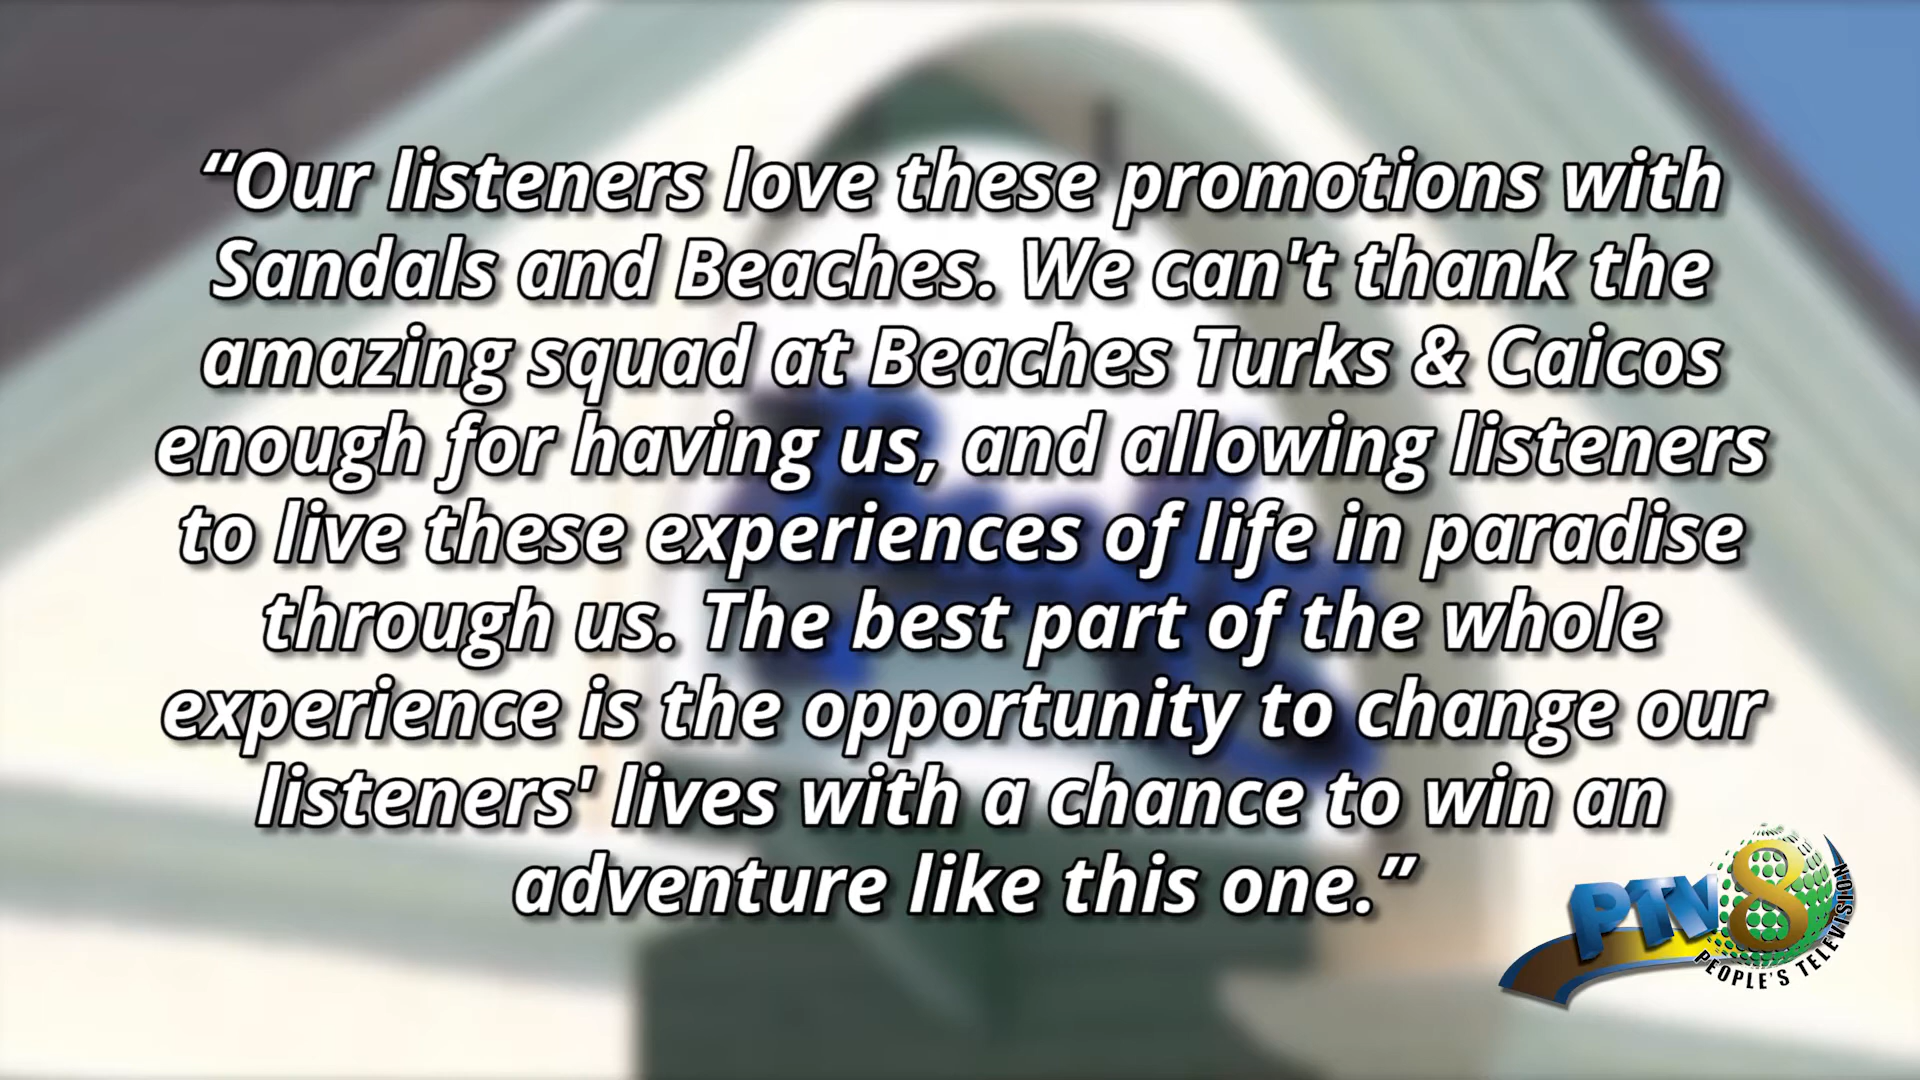 “Our listeners love these promotions with
Sandals and Beaches. We can't thank the
amazing squad at Beaches Turks & Caicos
enough for having us, and allowing listeners
to live these experiences of life in paradise
through us. The best part of the whole
experience is the opportunity to change our
listeners' lives with a chance to win an
adventure like this one.”
PTV8
PEOPLE'S TELEVISION